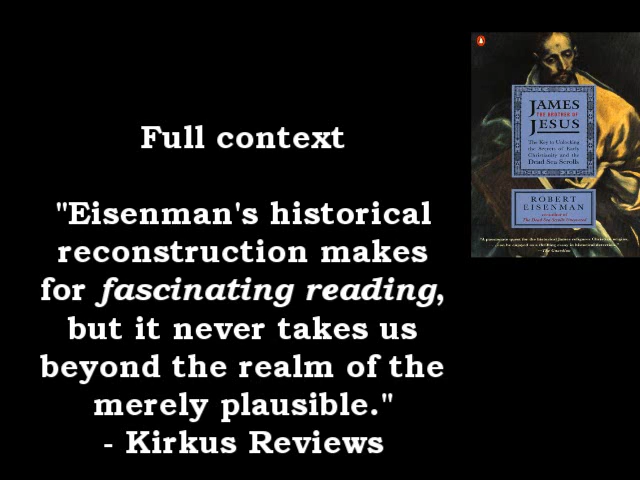 Full context
"Eisenman's historical
reconstruction makes
for fascinating reading,
but it never takes us
beyond the realm of the
merely plausible."
- Kirkus Reviews
JAMES
THE BROTHER OF
JESUS
The Key to Unlocking
the Secrets of Early
Christianity and the
Dead Sea Scrolls
ROBERT
EISENMAN